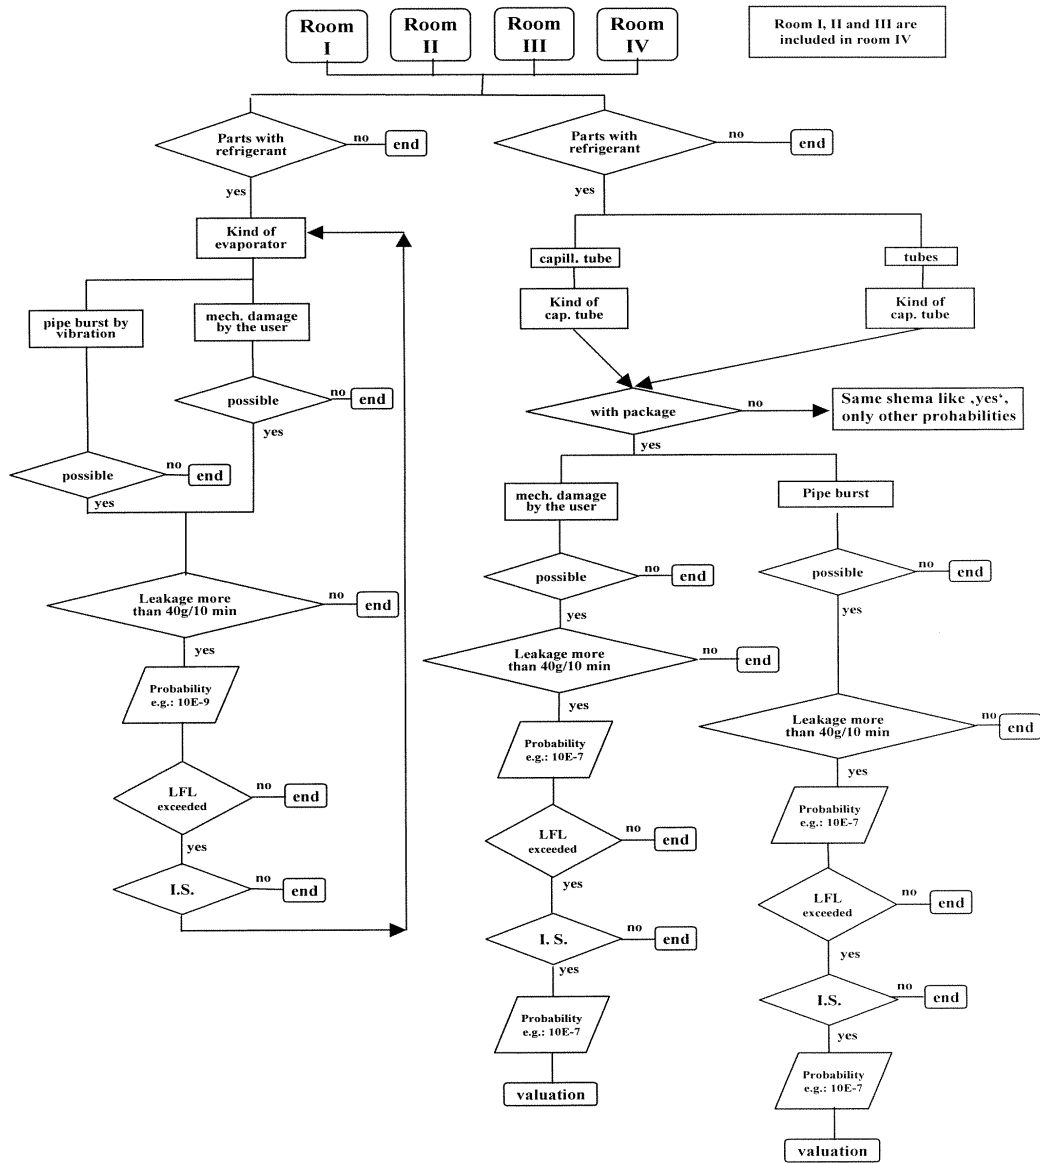 Room
I
Room
II
Room
III
Room
IV
Room I, II and III are
included in room IV
Parts with
refrigerant
no
end
yes
Parts with
refrigerant
no
end
yes
Kind of
evaporator
pipe burst by
vibration
mech. damage
by the user
possible
no
end
yes
possible
no
end
yes
Leakage more
than 40g/10 min
no
end
yes
Probability
e.g.: 10E-9
LFL
exceeded
no
end
yes
I.S.
no
end
capill. tube
tubes
Kind of
cap. tube
Kind of
cap. tube
with package
no
Same shema like ‚yes‘,
only other prohabilities
yes
mech. damage
by the user
possible
no
end
yes
Leakage more
than 40g/10 min
no
end
yes
Probability
e.g.: 10E-7
LFL
exceeded
no
end
yes
I. S.
no
end
yes
Probability
e.g.: 10E-7
valuation
Pipe burst
possible
no
end
yes
Leakage more
than 40g/10 min
no
end
yes
Probability
e.g.: 10E-7
LFL
exceeded
no
end
yes
I.S.
no
end
yes
Probability
e.g.: 10E-7
valuation